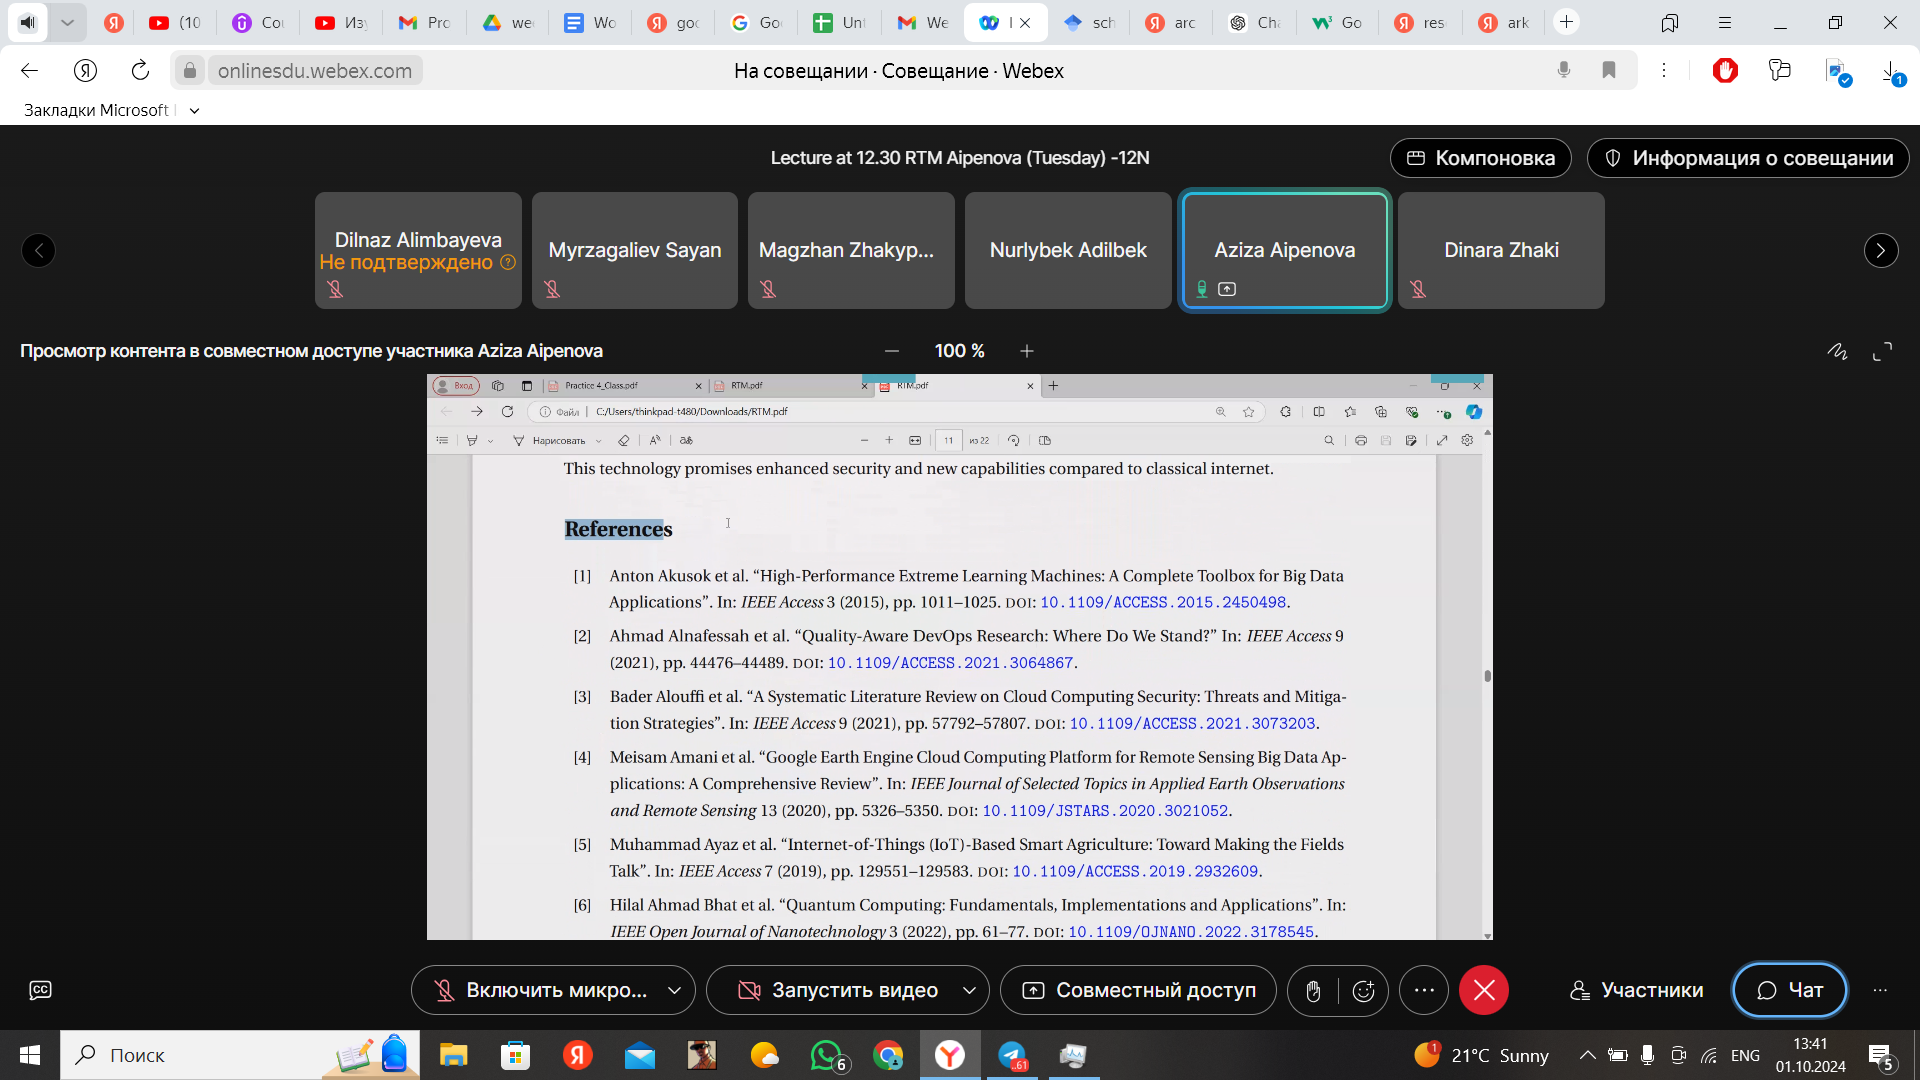 (10
Cou
Изу
Pro
wee
Wo
goo
Goo
Unt
We
I
sch
arc
Cha
Go
res
ark
onlinesdu.webex.com
На совещании · Совещание · Webex
1
Закладки Microsoft
Lecture at 12.30 RTM Aipenova (Tuesday) -12N
Компоновка
Информация о совещании
Dilnaz Alimbayeva
Не подтверждено
Myrzagaliev Sayan
Magzhan Zhakyp...
Nurlybek Adilbek
Aziza Aipenova
Dinara Zhaki
Просмотр контента в совместном доступе участника Aziza Aipenova
100 %
Вход
Practice 4_Class.pdf
RTM.pdf
RTM.pdf
Файл
C:/Users/thinkpad-t480/Downloads/RTM.pdf
Нарисовать
11
из 22
This technology promises enhanced security and new capabilities compared to classical internet.
References
[1] Anton Akusok et al. “High-Performance Extreme Learning Machines: A Complete Toolbox for Big Data
Applications”. In: IEEE Access 3 (2015), pp. 1011–1025. DOI: 10.1109/ACCESS.2015.2450498.
[2] Ahmad Alnafessah et al. “Quality-Aware DevOps Research: Where Do We Stand?” In: IEEE Access 9
(2021), pp. 44476–44489. DOI: 10.1109/ACCESS.2021.3064867.
[3] Bader Alouffi et al. “A Systematic Literature Review on Cloud Computing Security: Threats and Mitiga-
tion Strategies”. In: IEEE Access 9 (2021), pp. 57792–57807. DOI: 10.1109/ACCESS.2021.3073203.
[4] Meisam Amani et al. “Google Earth Engine Cloud Computing Platform for Remote Sensing Big Data Ap-
plications: A Comprehensive Review”. In: IEEE Journal of Selected Topics in Applied Earth Observations
and Remote Sensing 13 (2020), pp. 5326–5350. DOI: 10.1109/JSTARS.2020.3021052.
[5] Muhammad Ayaz et al. “Internet-of-Things (IoT)-Based Smart Agriculture: Toward Making the Fields
Talk”. In: IEEE Access 7 (2019), pp. 129551–129583. DOI: 10.1109/ACCESS.2019.2932609.
[6] Hilal Ahmad Bhat et al. “Quantum Computing: Fundamentals, Implementations and Applications”. In:
IEEE Open Journal of Nanotechnology 3 (2022), pp. 61–77. DOI: 10.1109/OJNANO.2022.3178545.
Включить микро...
Запустить видео
Совместный доступ
Участники
Чат
Поиск
6
61
1
21°C Sunny
ENG
13:41
01.10.2024
5